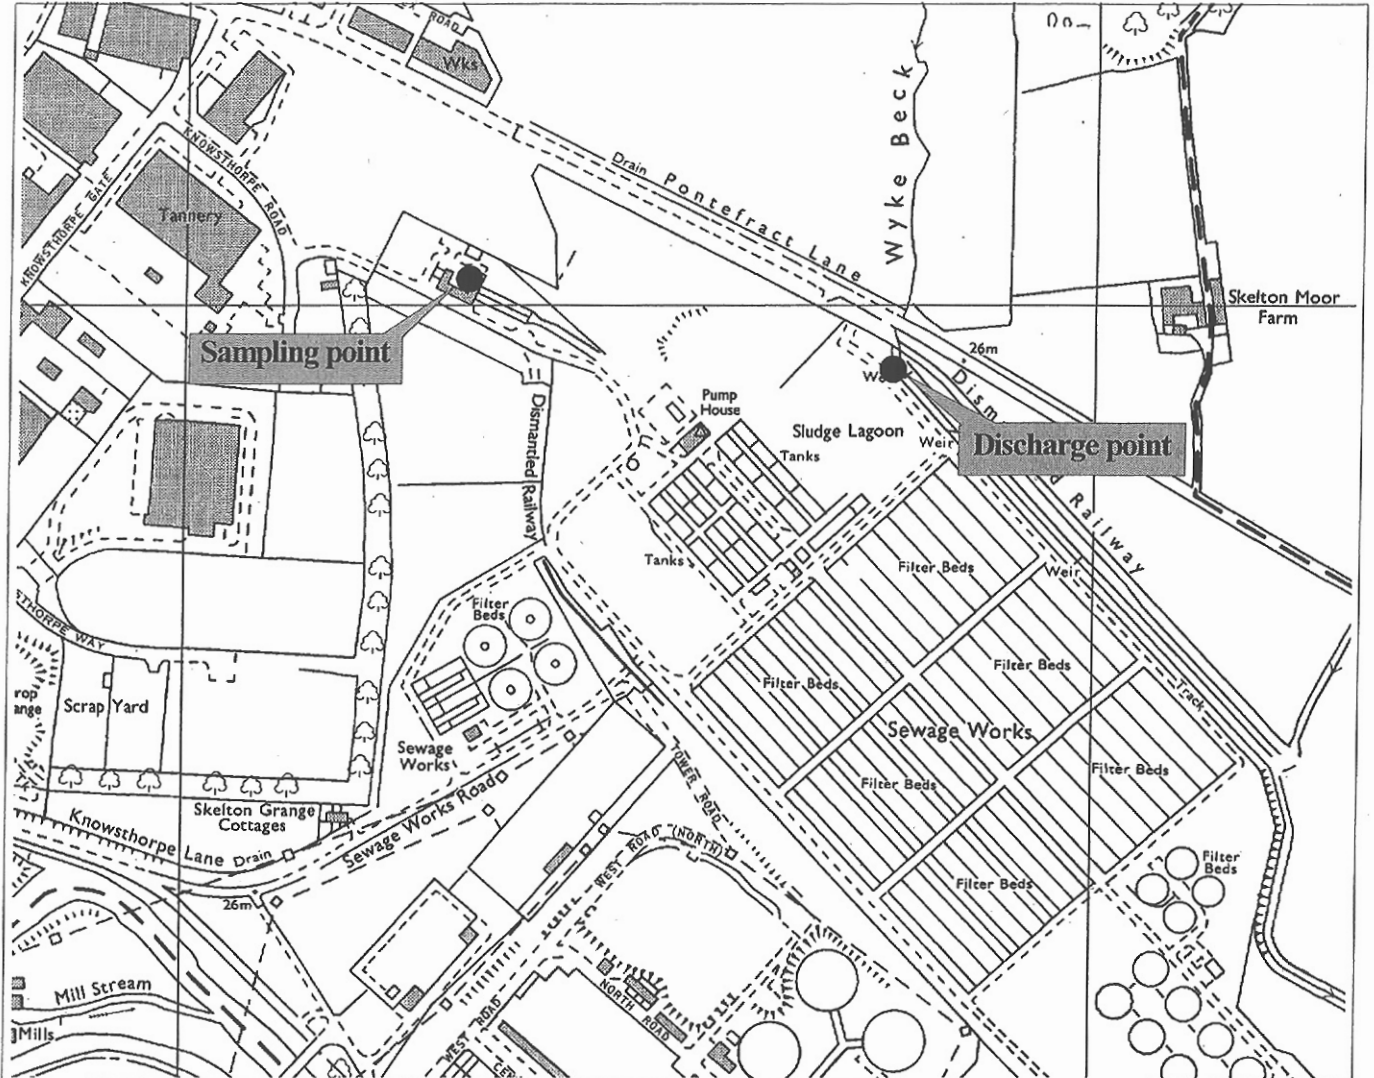 ROAD
Wks
WYKE BECK
Drain
Pontefract Lane
KNOWSTHORPE ROAD
KNOWSTHORPE GATE
Tannery
Skelton Moor
Farm
Sampling point
26m
Pump
House
Dismantled Railway
Sludge Lagoon
Weir
Discharge point
Railway
Tanks
Tanks
Filter Beds
Weir
Filter
Beds
Filter Beds
Filter Beds
Track
Scrap Yard
Sewage Works
Sewage
Works
Filter Beds
Filter Beds
TOWER ROAD
Skelton Grange
Cottages
Sewage Works Road
Knowsthorpe Lane
Drain
WEST ROAD (NORTH)
Filter
Beds
Filter Beds
26m
Mill Stream
NORTH ROAD
Mills
WEST ROAD